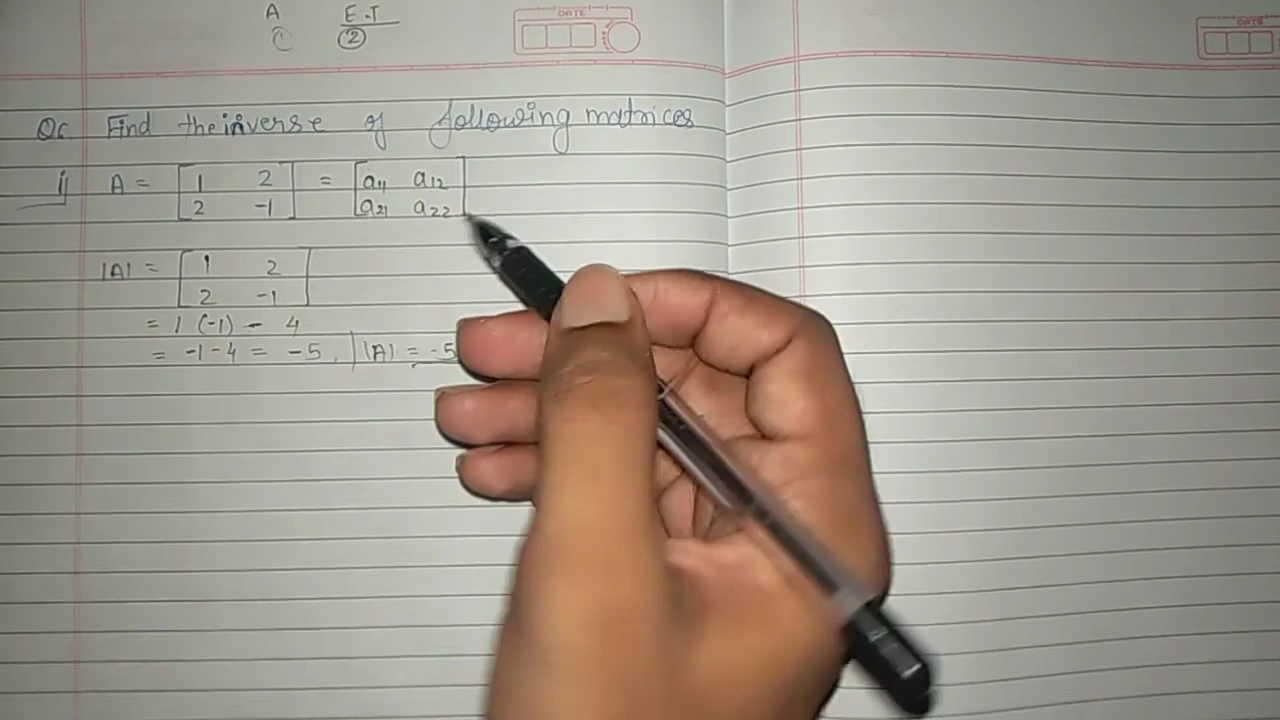 A E.T
(2)
DATE
DATE
Q6 Find the inverse of following matrices
i) A = [1 2 = [a11 a12
2 -1] a21 a22]
|A| = [1 2
2 -1]
= 1 (-1) - 4
= -1-4 = -5, |A| = -5